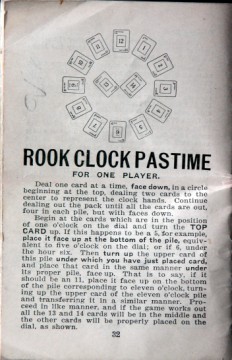 ROOK CLOCK PASTIME
FOR ONE PLAYER.
Deal one card at a time, face down, in a circle
beginning at the top, dealing two cards to the
center to represent the clock hands. Continue
dealing out the pack until all the cards are out,
four in each pile, but with faces down.
Begin at the cards which are in the position
of one o'clock on the dial and turn the TOP
CARD up. If this happens to be a 5, for example,
place it face up at the bottom of the pile, equiv-
alent to five o'clock on the dial; or if 6, under
the hour six. Then turn up the upper card of
this pile under which you have just placed card,
and place that card in the same manner under
its proper pile, face up. That is to say, if it
should be an 11, place it face up on the bottom
of the pile corresponding to eleven o'clock, turn-
ing up the upper card of the eleven o'clock pile
and transferring it in a similar manner. Pro-
ceed in like manner, and if the game works out
all the 13 and 14 cards will be in the middle and
the other cards will be properly placed on the
dial, as shown.
32